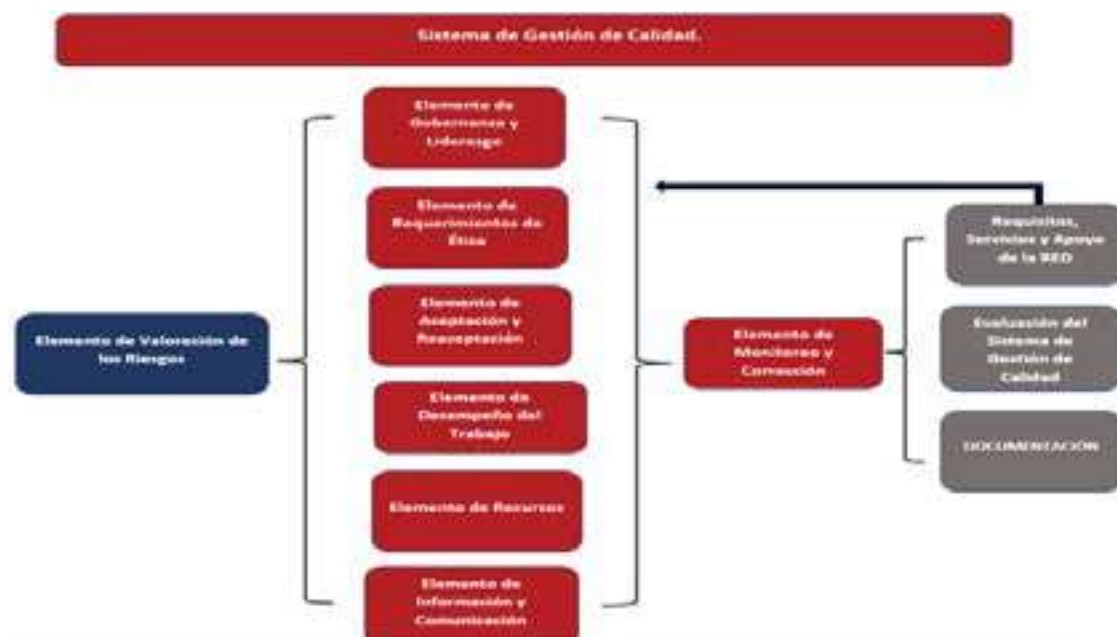 Sistema de Gestión de Calidad.
Elemento de
Gobernanza y
Liderazgo
Elemento de
Requerimientos de
Ética
Elemento de
Aceptación y
Reaceptación
Elemento de
Desempeño del
Trabajo
Elemento de Recursos
Elemento de
Información y
Comunicación
Elemento de Valoración de
los Riesgos
Elemento de
Monitoreo y
Corrección
Requisitos,
Servicios y Apoyo
de la RED
Evaluación del
Sistema de
Gestión de
Calidad
DOCUMENTACIÓN